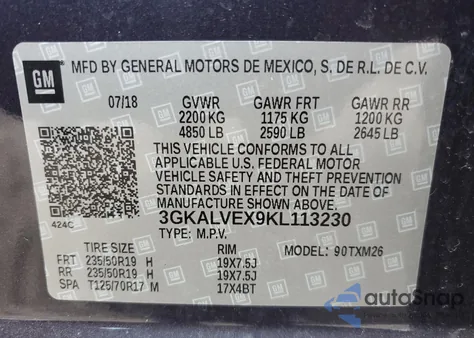 GM MFD BY GENERAL MOTORS DE MEXICO, S. DE R.L. DE C.V.
07/18 GVWR GAWR FRT GAWR RR
2200 KG 1175 KG 1200 KG
4850 LB 2590 LB 2645 LB
THIS VEHICLE CONFORMS TO ALL
APPLICABLE U.S. FEDERAL MOTOR
VEHICLE SAFETY AND THEFT PREVENTION
STANDARDS IN EFFECT ON THE DATE OF
MANUFACTURE SHOWN ABOVE.
424C 3GKALVEX9KL113230
TYPE: M.P.V. MODEL: 90TXM26
TIRE SIZE RIM
FRT 235/50R19 H 19X7.5J
RR 235/50R19 H 19X7.5J
SPA T125/70R17 M 17X4BT
autoSnap